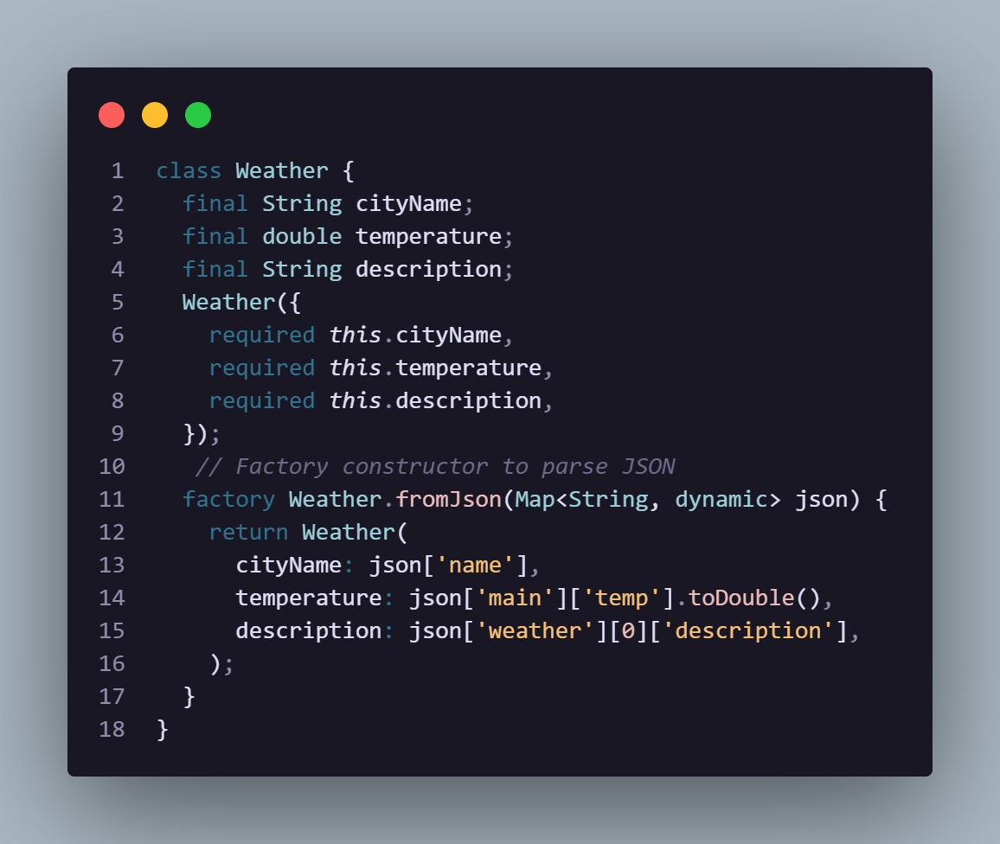 1 class Weather {
2   final String cityName;
3   final double temperature;
4   final String description;
5   Weather({
6     required this.cityName,
7     required this.temperature,
8     required this.description,
9   });
10    // Factory constructor to parse JSON
11   factory Weather.fromJson(Map<String, dynamic> json) {
12     return Weather(
13       cityName: json['name'],
14       temperature: json['main']['temp'].toDouble(),
15       description: json['weather'][0]['description'],
16     );
17   }
18 }